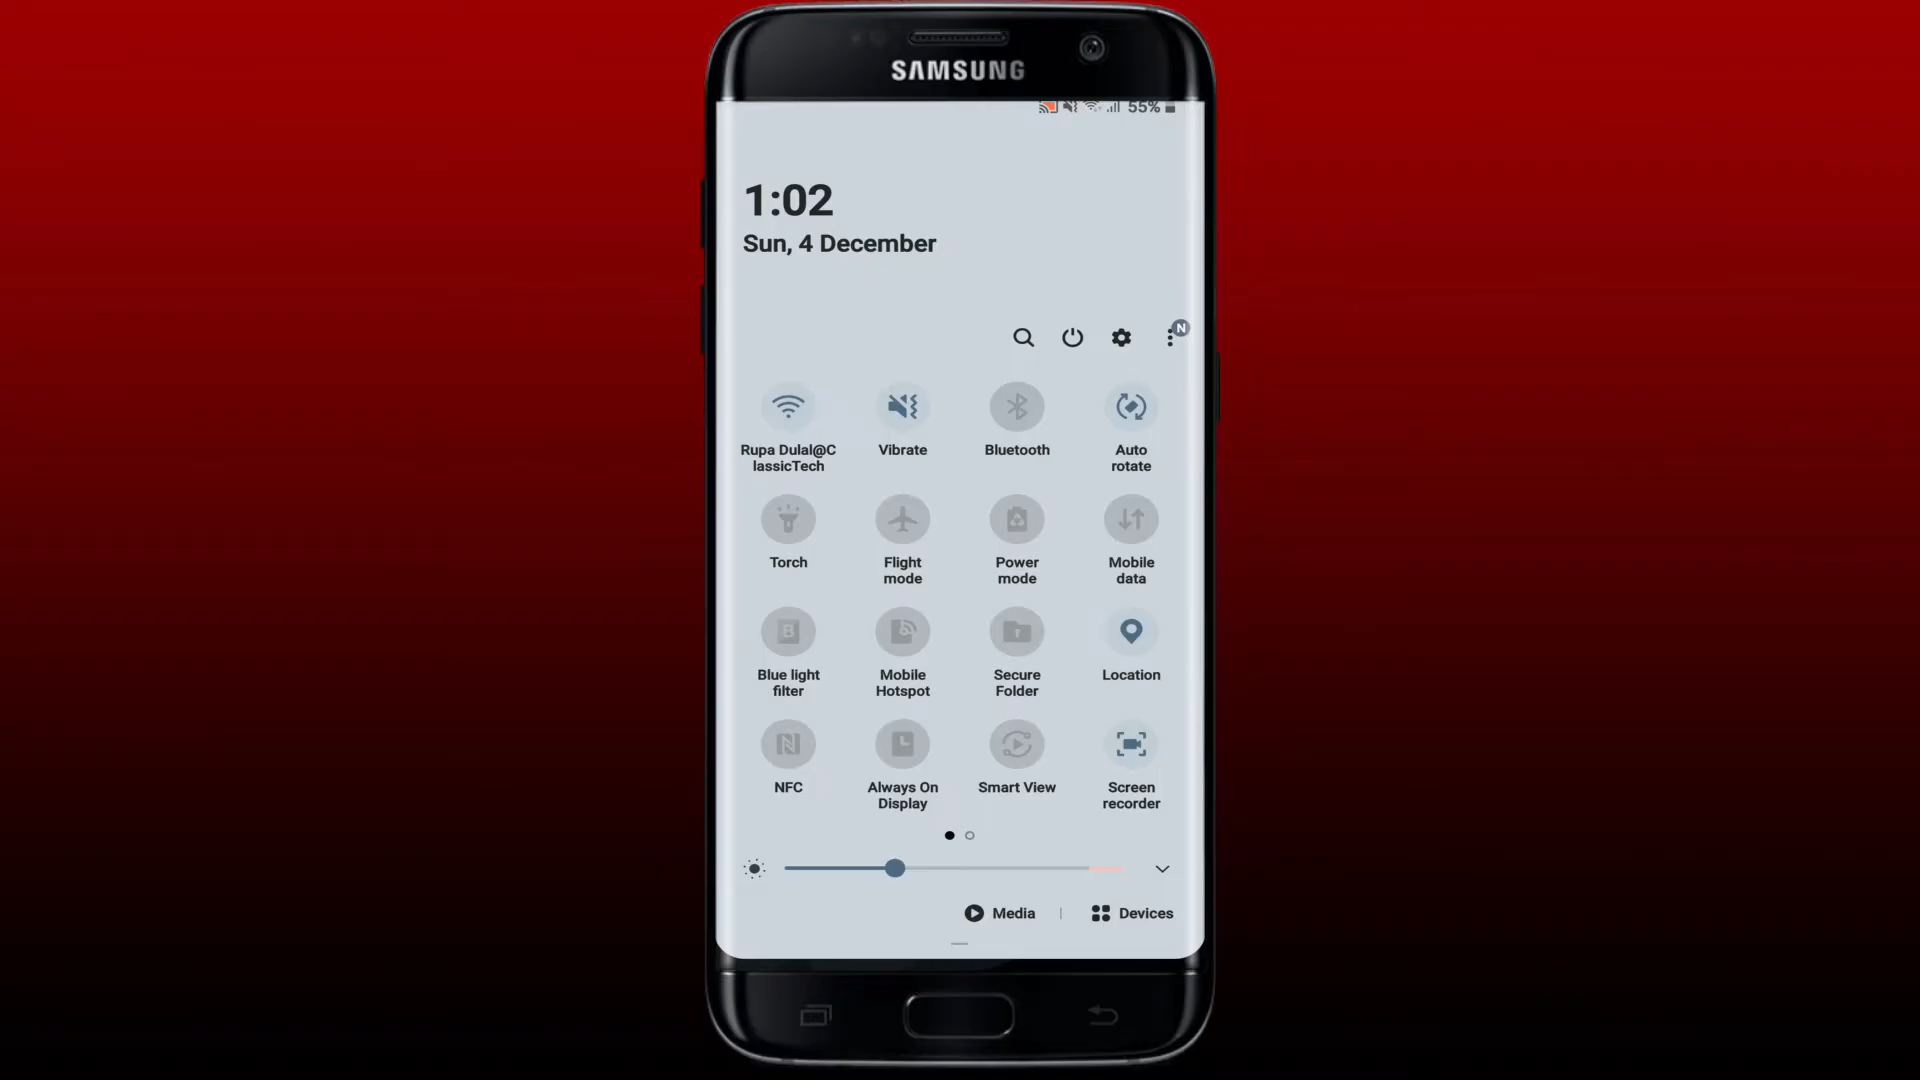 SAMSUNG
55%
1:02
Sun, 4 December
N
Rupa Dulal@C
lassicTech
Vibrate
Bluetooth
Auto
rotate
Torch
Flight
mode
Power
mode
Mobile
data
B
Blue light
filter
Mobile
Hotspot
Secure
Folder
Location
NFC
Always On
Display
Smart View
Screen
recorder
Media
Devices